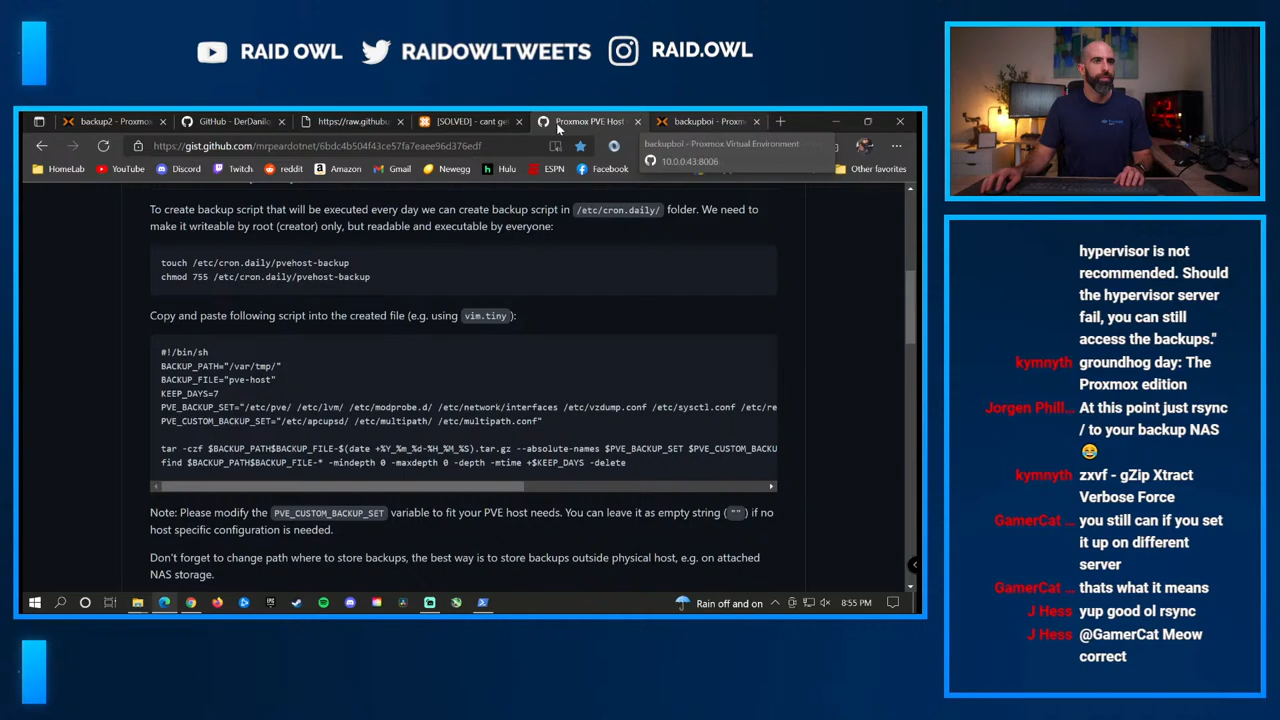 RAID OWL
RAIDOWLTWEETS
RAID.OWL
backup2 - Proxmox
GitHub - DerDanilo
https://raw.githubu
[SOLVED] - cant get
Proxmox PVE Host
backupboi - Proxm
https://gist.github.com/mrpeardotnet/6bdc4b504f43ce57fa7eaee96d376edf
backupboi - Proxmox Virtual Environment
10.0.0.43:8006
HomeLab
YouTube
Twitch
Amazon
Gmail
Newegg
Hulu
ESPN
Facebook
Other favorites
To create backup script that will be executed every day we can create backup script in /etc/cron.daily/ folder. We need to
make it writeable by root (creator) only, but readable and executable by everyone:
touch /etc/cron.daily/pvehost-backup
chmod 755 /etc/cron.daily/pvehost-backup
Copy and paste following script into the created file (e.g. using vim.tiny):
#!/bin/sh
BACKUP_PATH="/var/tmp/"
BACKUP_FILE="pve-host"
KEEP_DAYS=7
PVE_BACKUP_SET="/etc/pve/ /etc/lvm/ /etc/modprobe.d/ /etc/network/interfaces /etc/vzdump.conf /etc/sysctl.conf /etc/re
PVE_CUSTOM_BACKUP_SET="/etc/apcupsd/ /etc/multipath/ /etc/multipath.conf"
tar -czf $BACKUP_PATH$BACKUP_FILE-$(date +%Y_%m_%d-%H_%M_%S).tar.gz --absolute-names $PVE_BACKUP_SET $PVE_CUSTOM_BACKU
find $BACKUP_PATH$BACKUP_FILE-* -mindepth 0 -maxdepth 0 -depth -mtime +$KEEP_DAYS -delete
Note: Please modify the PVE_CUSTOM_BACKUP_SET variable to fit your PVE host needs. You can leave it as empty string ("") if no
host specific configuration is needed.
Don't forget to change path where to store backups, the best way is to store backups outside physical host, e.g. on attached
NAS storage.
Rain off and on
8:55 PM
hypervisor is not
recommended. Should
the hypervisor server
fail, you can still
access the backups."
kymnyth groundhog day: The
Proxmox edition
Jorgen Phill... At this point just rsync
/ to your backup NAS
😂
kymnyth zxvf - gZip Xtract
Verbose Force
GamerCat ... you still can if you set
it up on different
server
GamerCat ... thats what it means
J Hess yup good ol rsync
J Hess @GamerCat Meow
correct